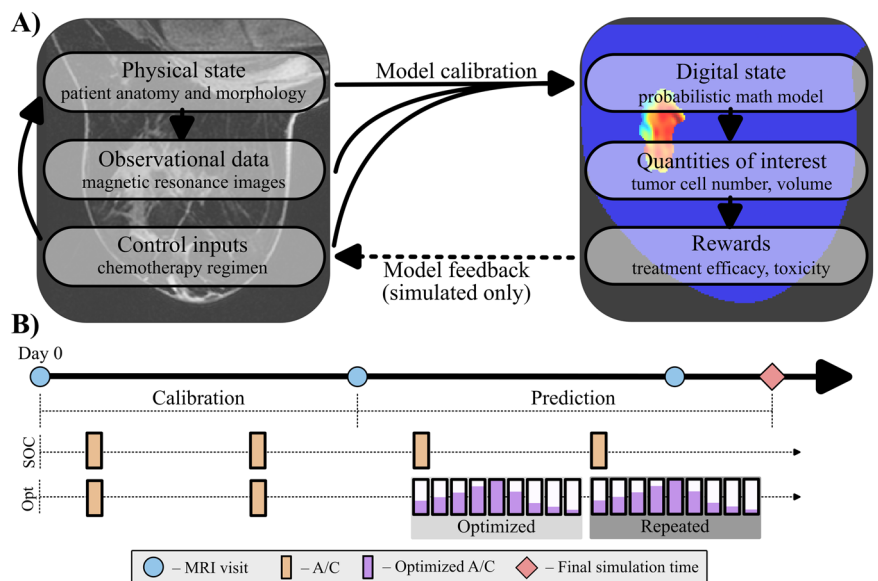 A)
Physical state
patient anatomy and morphology
Observational data
magnetic resonance images
Control inputs
chemotherapy regimen
Model calibration
Model feedback
(simulated only)
Digital state
probabilistic math model
Quantities of interest
tumor cell number, volume
Rewards
treatment efficacy, toxicity
B)
Day 0
Calibration
Prediction
SOC
Opt
Optimized
Repeated
– MRI visit
– A/C
– Optimized A/C
– Final simulation time